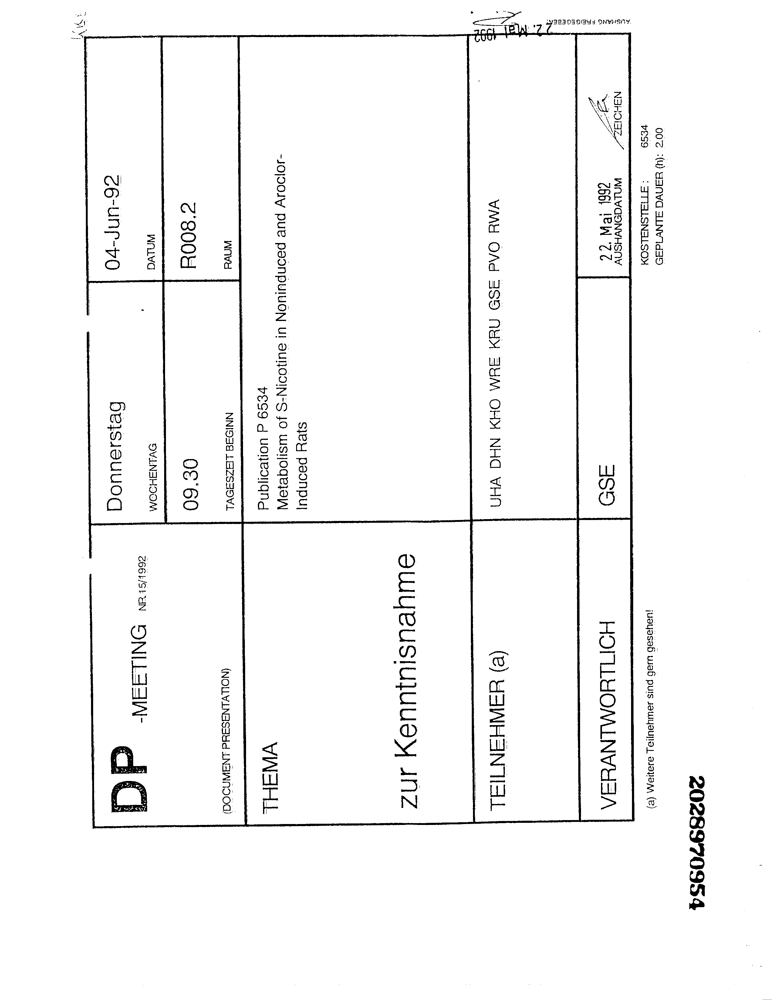 DP -MEETING NR.15/1992
(DOCUMENT PRESENTATION)
Donnerstag
WOCHENTAG
04-Jun-92
DATUM
09.30
TAGESZEIT BEGINN
R008.2
RAUM
THEMA
Publication P 6534
Metabolism of S-Nicotine in Noninduced and Aroclor-
Induced Rats
zur Kenntnisnahme
TEILNEHMER (a)
UHA DHN KHO WRE KRU GSE PVO RWA
VERANTWORTLICH
GSE
22. Mai 1992
AUSHANGDATUM
ZEICHEN
(a) Weitere Teilnehmer sind gern gesehen!
KOSTENSTELLE : 6534
GEPLANTE DAUER (h): 2.00
AUSHANG FREIGEGEBEN
22. Mai 1992
2028970954